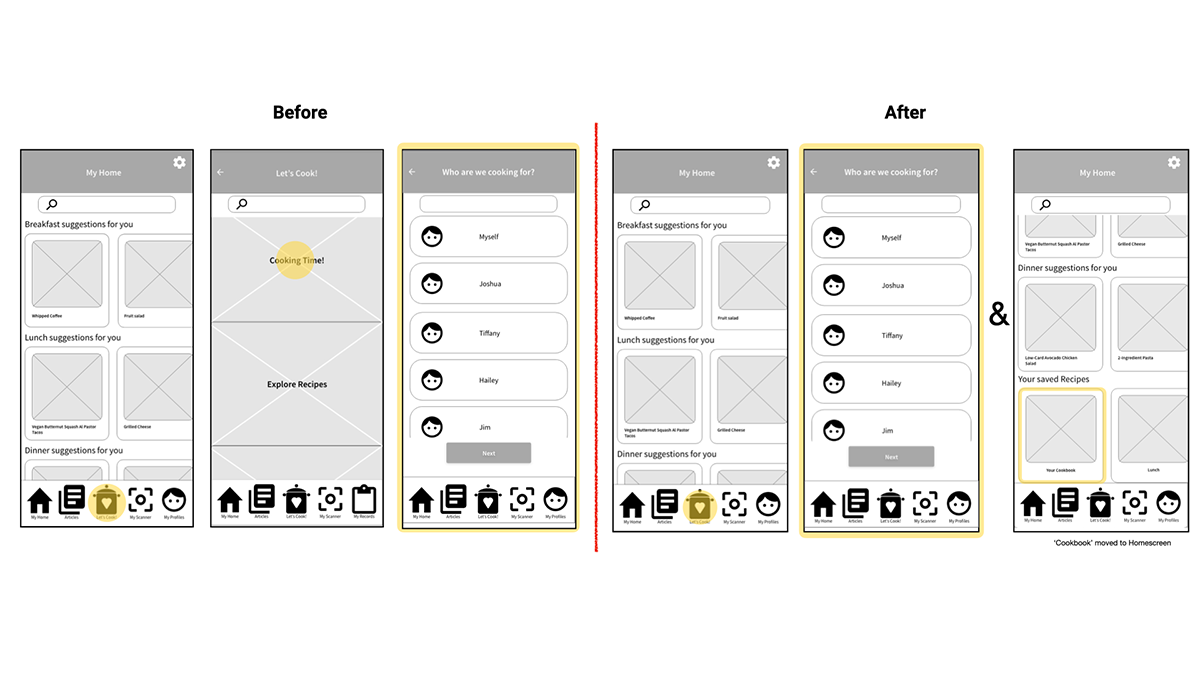 Before
After
My Home
Breakfast suggestions for you
Whipped Coffee
Fruit salad
Lunch suggestions for you
Vegan Butternut Squash Al Pastor
Tacos
Grilled Cheese
Dinner suggestions for you
My Home
Articles
Let's Cook!
My Scanner
My Profiles
Let's Cook!
Cooking Time!
Explore Recipes
My Home
Articles
Let's Cook!
My Scanner
My Records
Who are we cooking for?
Myself
Joshua
Tiffany
Hailey
Jim
Next
My Home
Articles
Let's Cook!
My Scanner
My Profiles
My Home
Breakfast suggestions for you
Whipped Coffee
Fruit salad
Lunch suggestions for you
Vegan Butternut Squash Al Pastor
Tacos
Grilled Cheese
Dinner suggestions for you
My Home
Articles
Let's Cook!
My Scanner
My Profiles
Who are we cooking for?
Myself
Joshua
Tiffany
Hailey
Jim
Next
My Home
Articles
Let's Cook!
My Scanner
My Profiles
&
My Home
Vegan Butternut Squash Al Pastor
Tacos
Grilled Cheese
Dinner suggestions for you
Low-Card Avocado Chicken
Salad
2-Ingredient Pasta
Your saved Recipes
Your Cookbook
Lunch
My Home
Articles
Let's Cook!
My Scanner
My Profiles
'Cookbook' moved to Homescreen